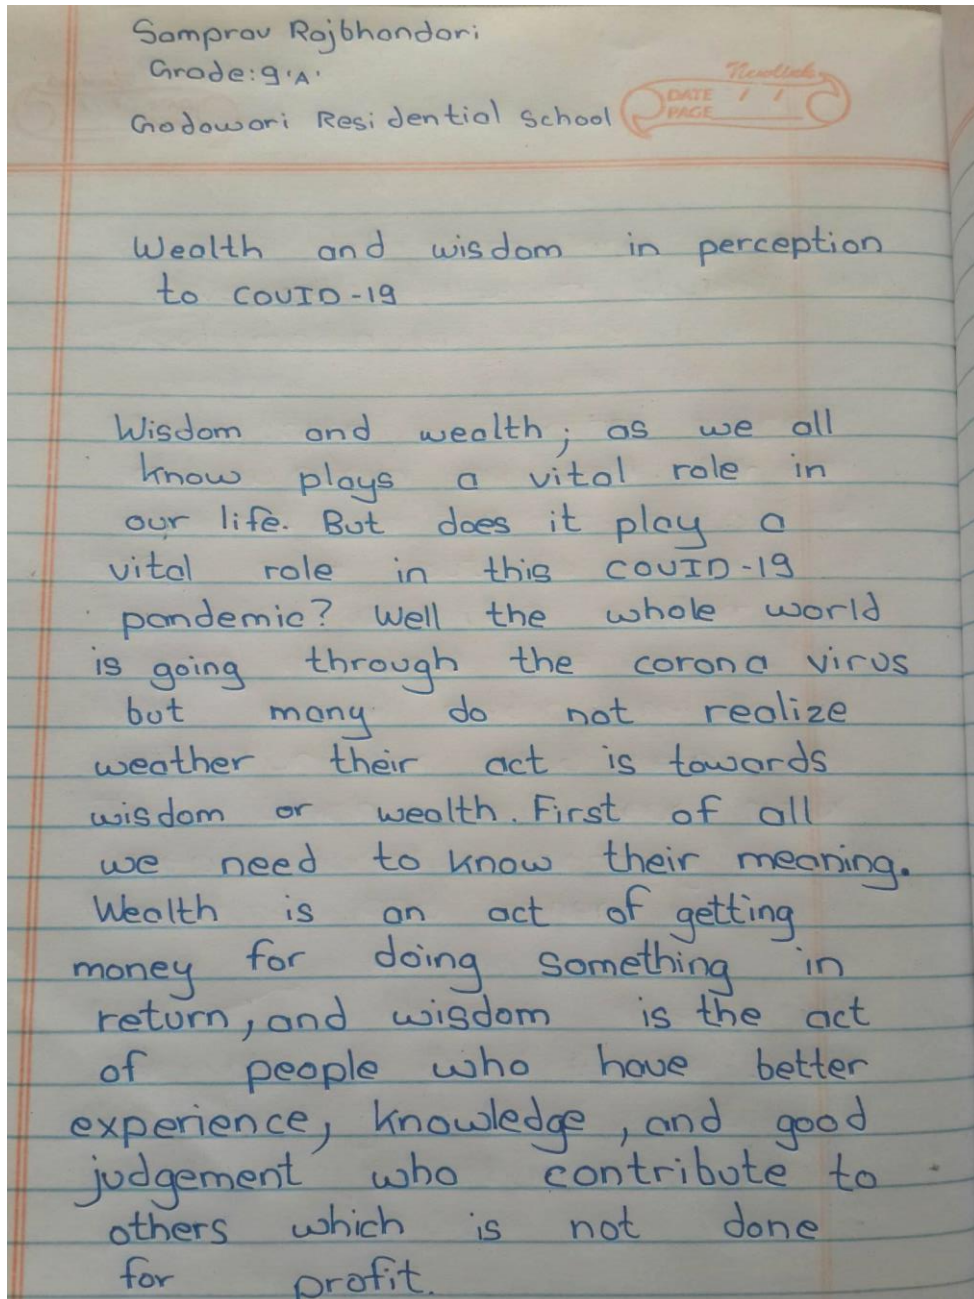 Samprav Rajbhandari
Grade: 9 'A'
Godawari Residential School
Needlech
DATE / /
PAGE
Wealth and wisdom in perception
to COVID-19
Wisdom and wealth; as we all
know plays a vital role in
our life. But does it play a
vital role in this COVID-19
pandemic? Well the whole world
is going through the corona virus
but many do not realize
weather their act is towards
wisdom or wealth. First of all
we need to know their meaning.
Wealth is an act of getting
money for doing something in
return, and wisdom is the act
of people who have better
experience, knowledge, and good
judgement who contribute to
others which is not done
for profit.